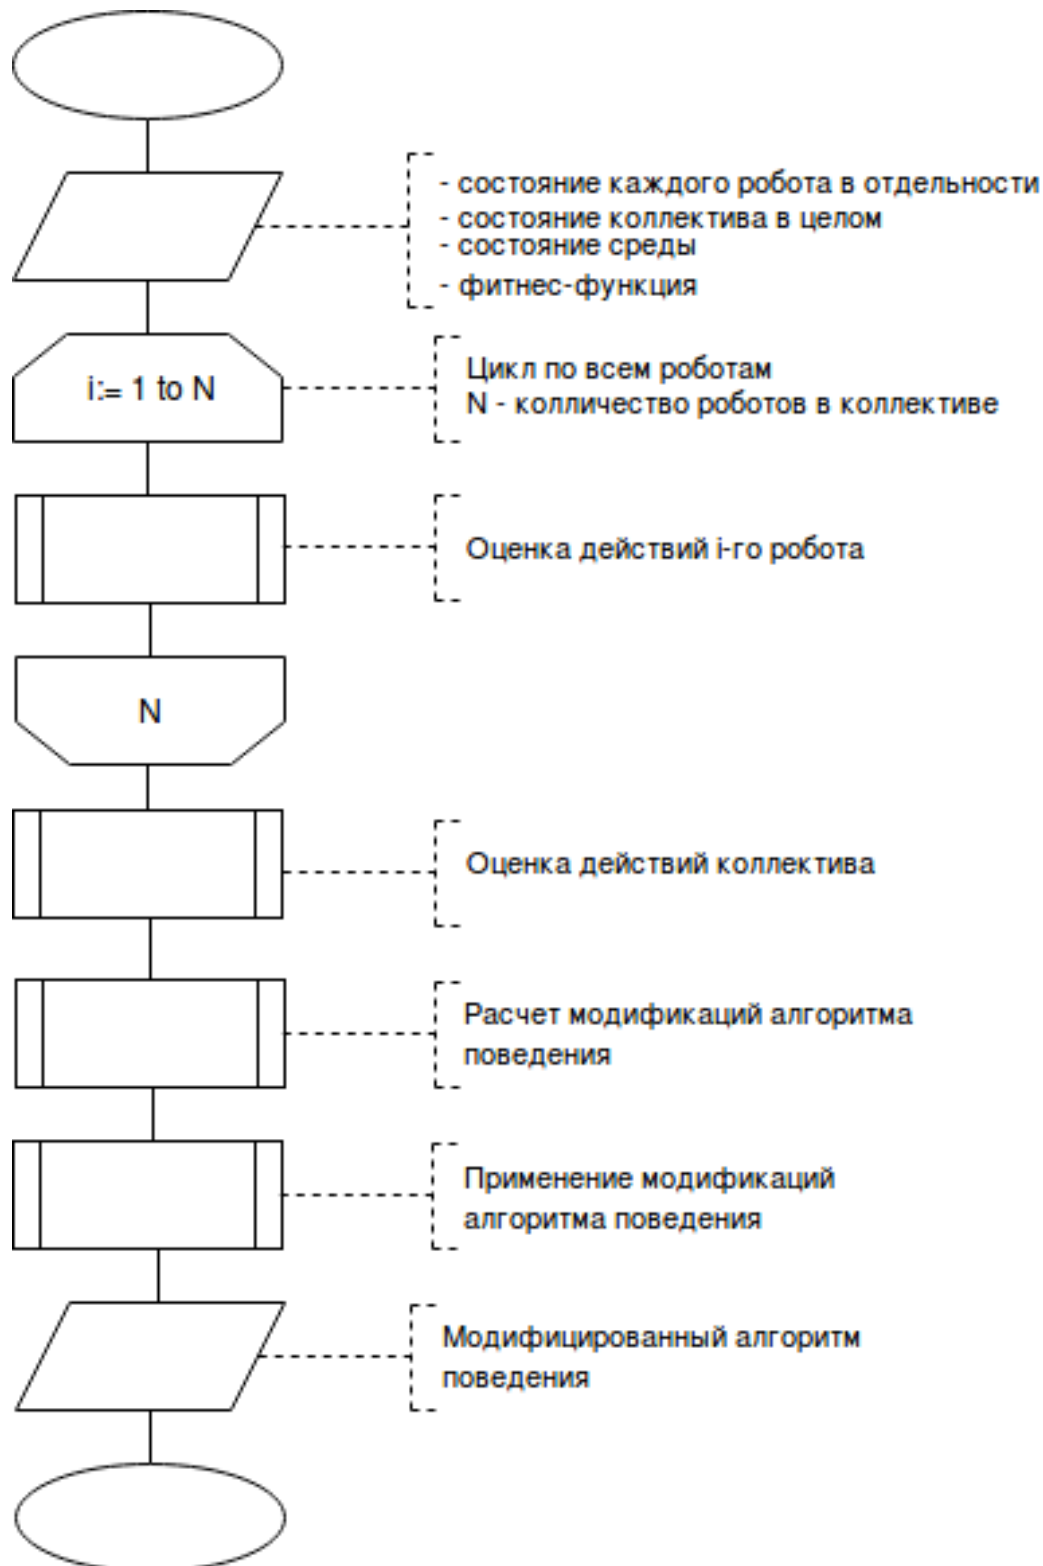 - состояние каждого робота в отдельности
- состояние коллектива в целом
- состояние среды
- фитнес-функция
i:= 1 to N
Цикл по всем роботам
N - колличество роботов в коллективе
Оценка действий i-го робота
N
Оценка действий коллектива
Расчет модификаций алгоритма
поведения
Применение модификаций
алгоритма поведения
Модифицированный алгоритм
поведения